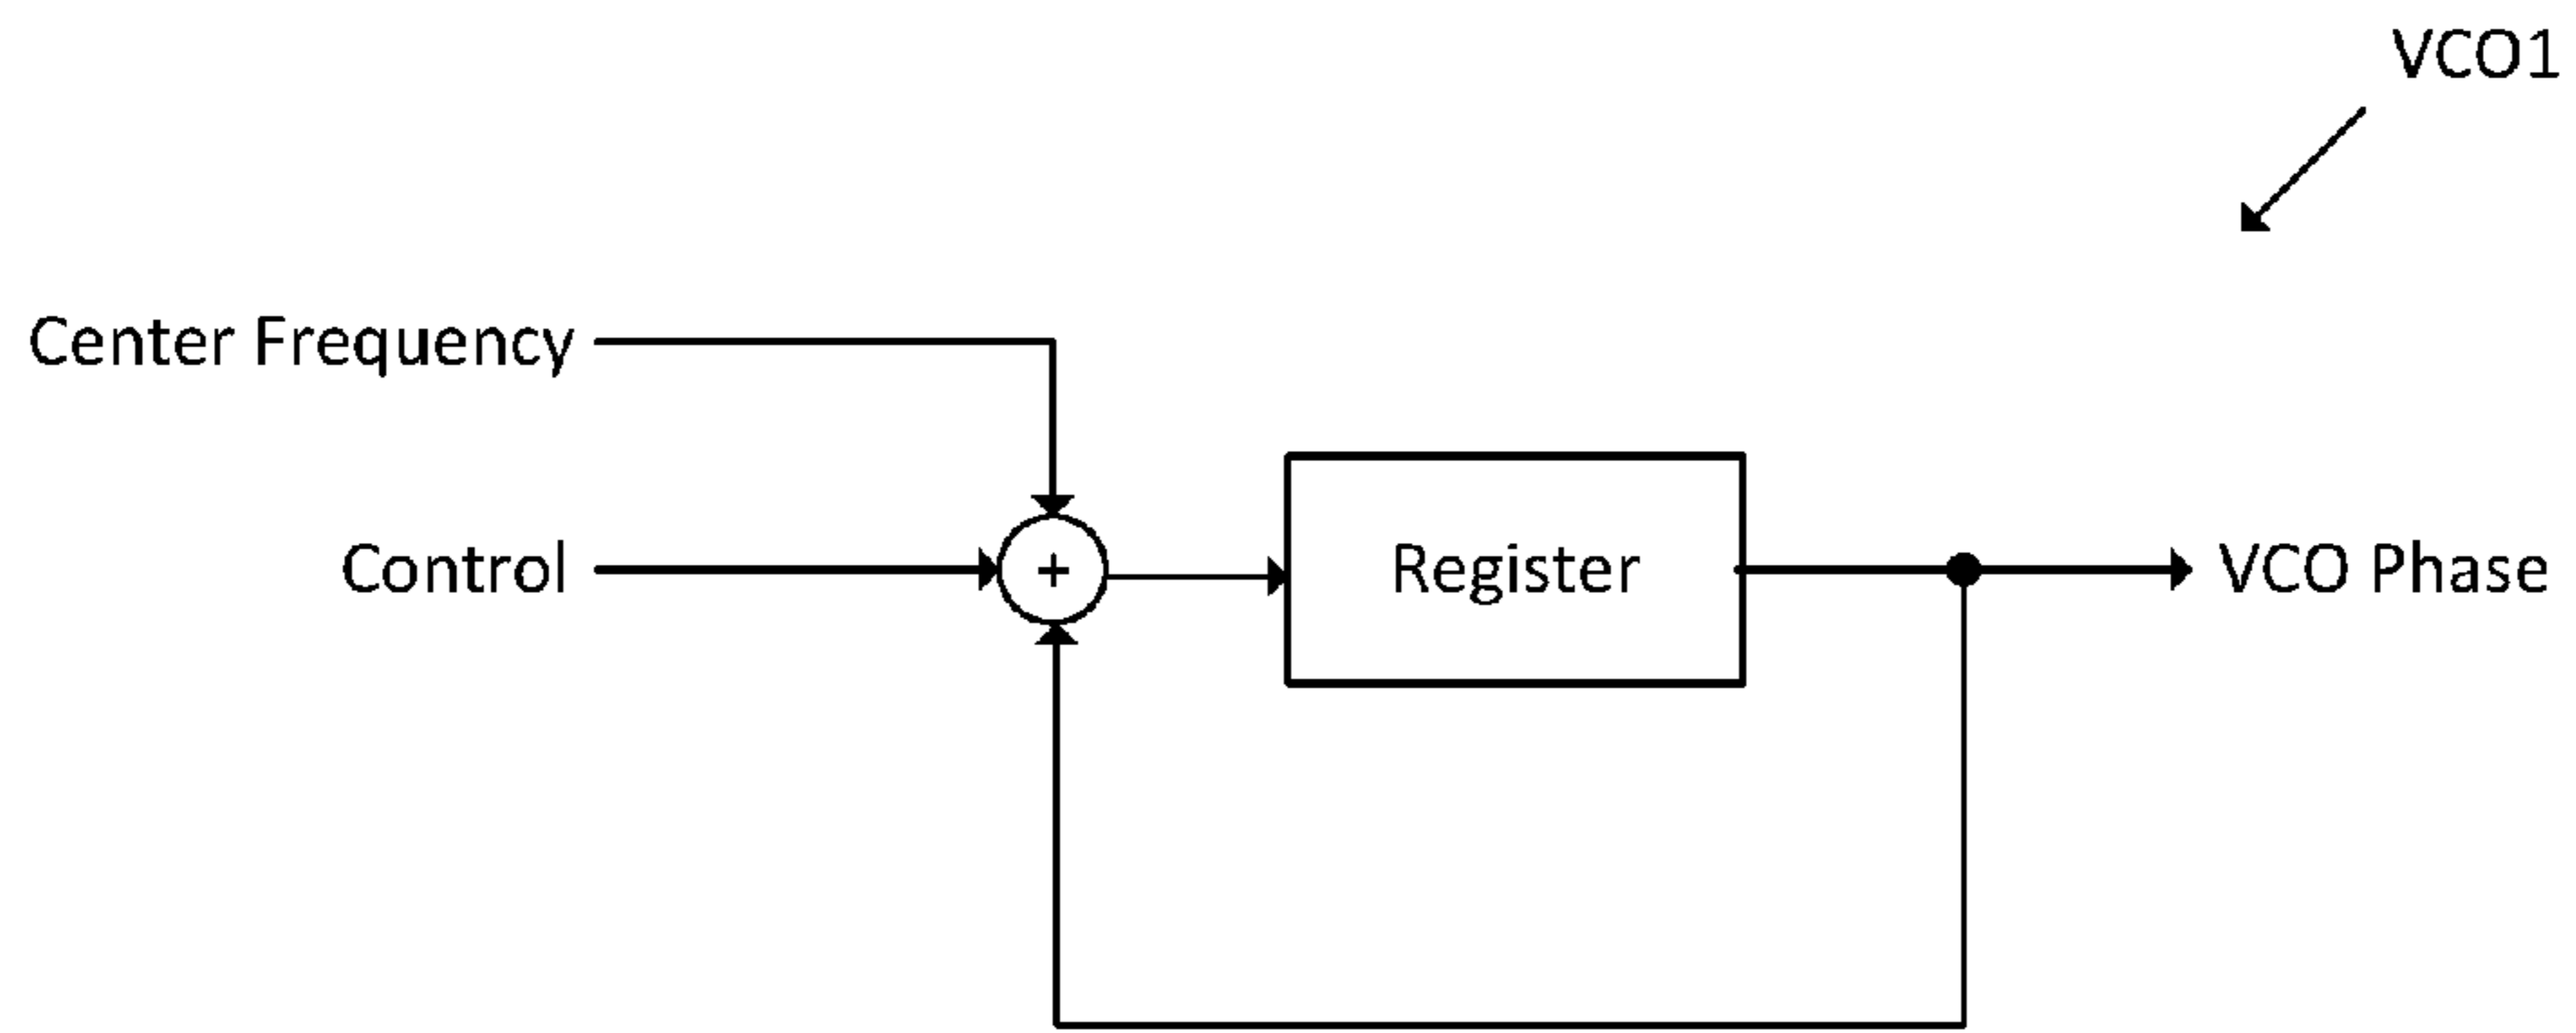 VCO1
Center Frequency
Control
+
Register
VCO Phase